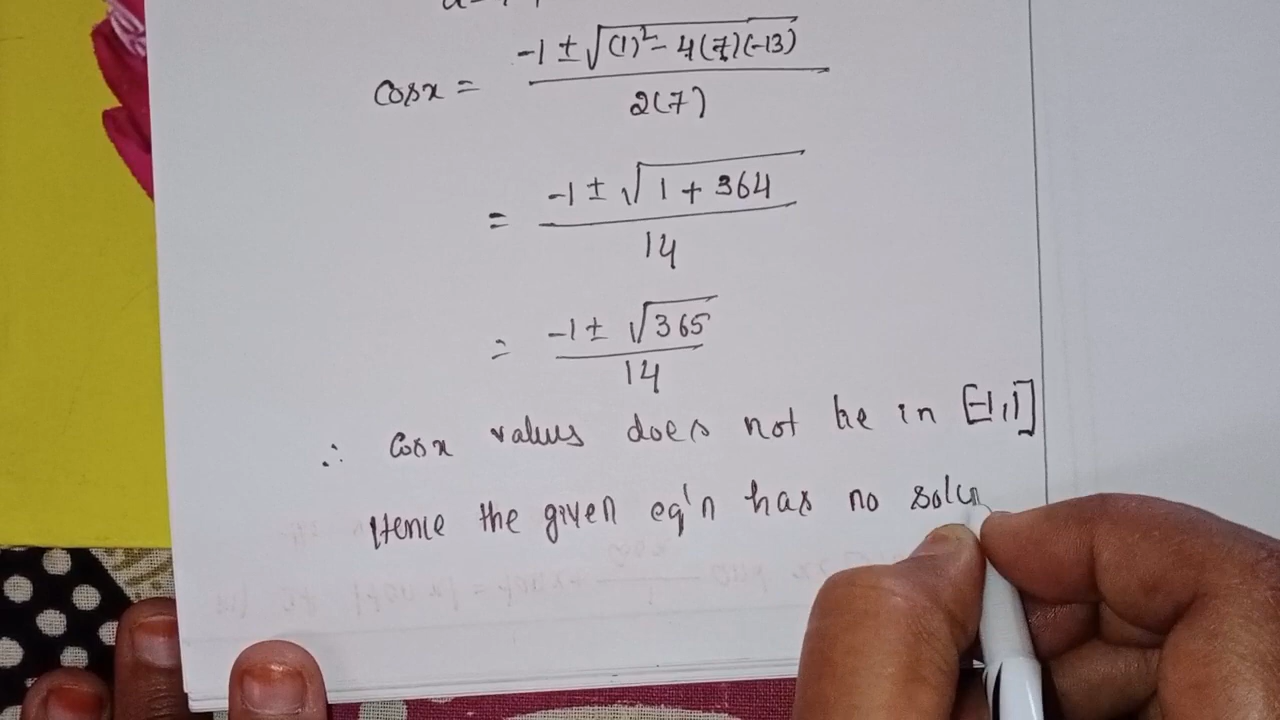 cosx = -1 ± √(1)² - 4(7)(-13)
2(7)
= -1 ± √1 + 364
14
= -1 ± √365
14
∴ cosx values does not lie in [-1,1]
Hence the given eq'n has no solu